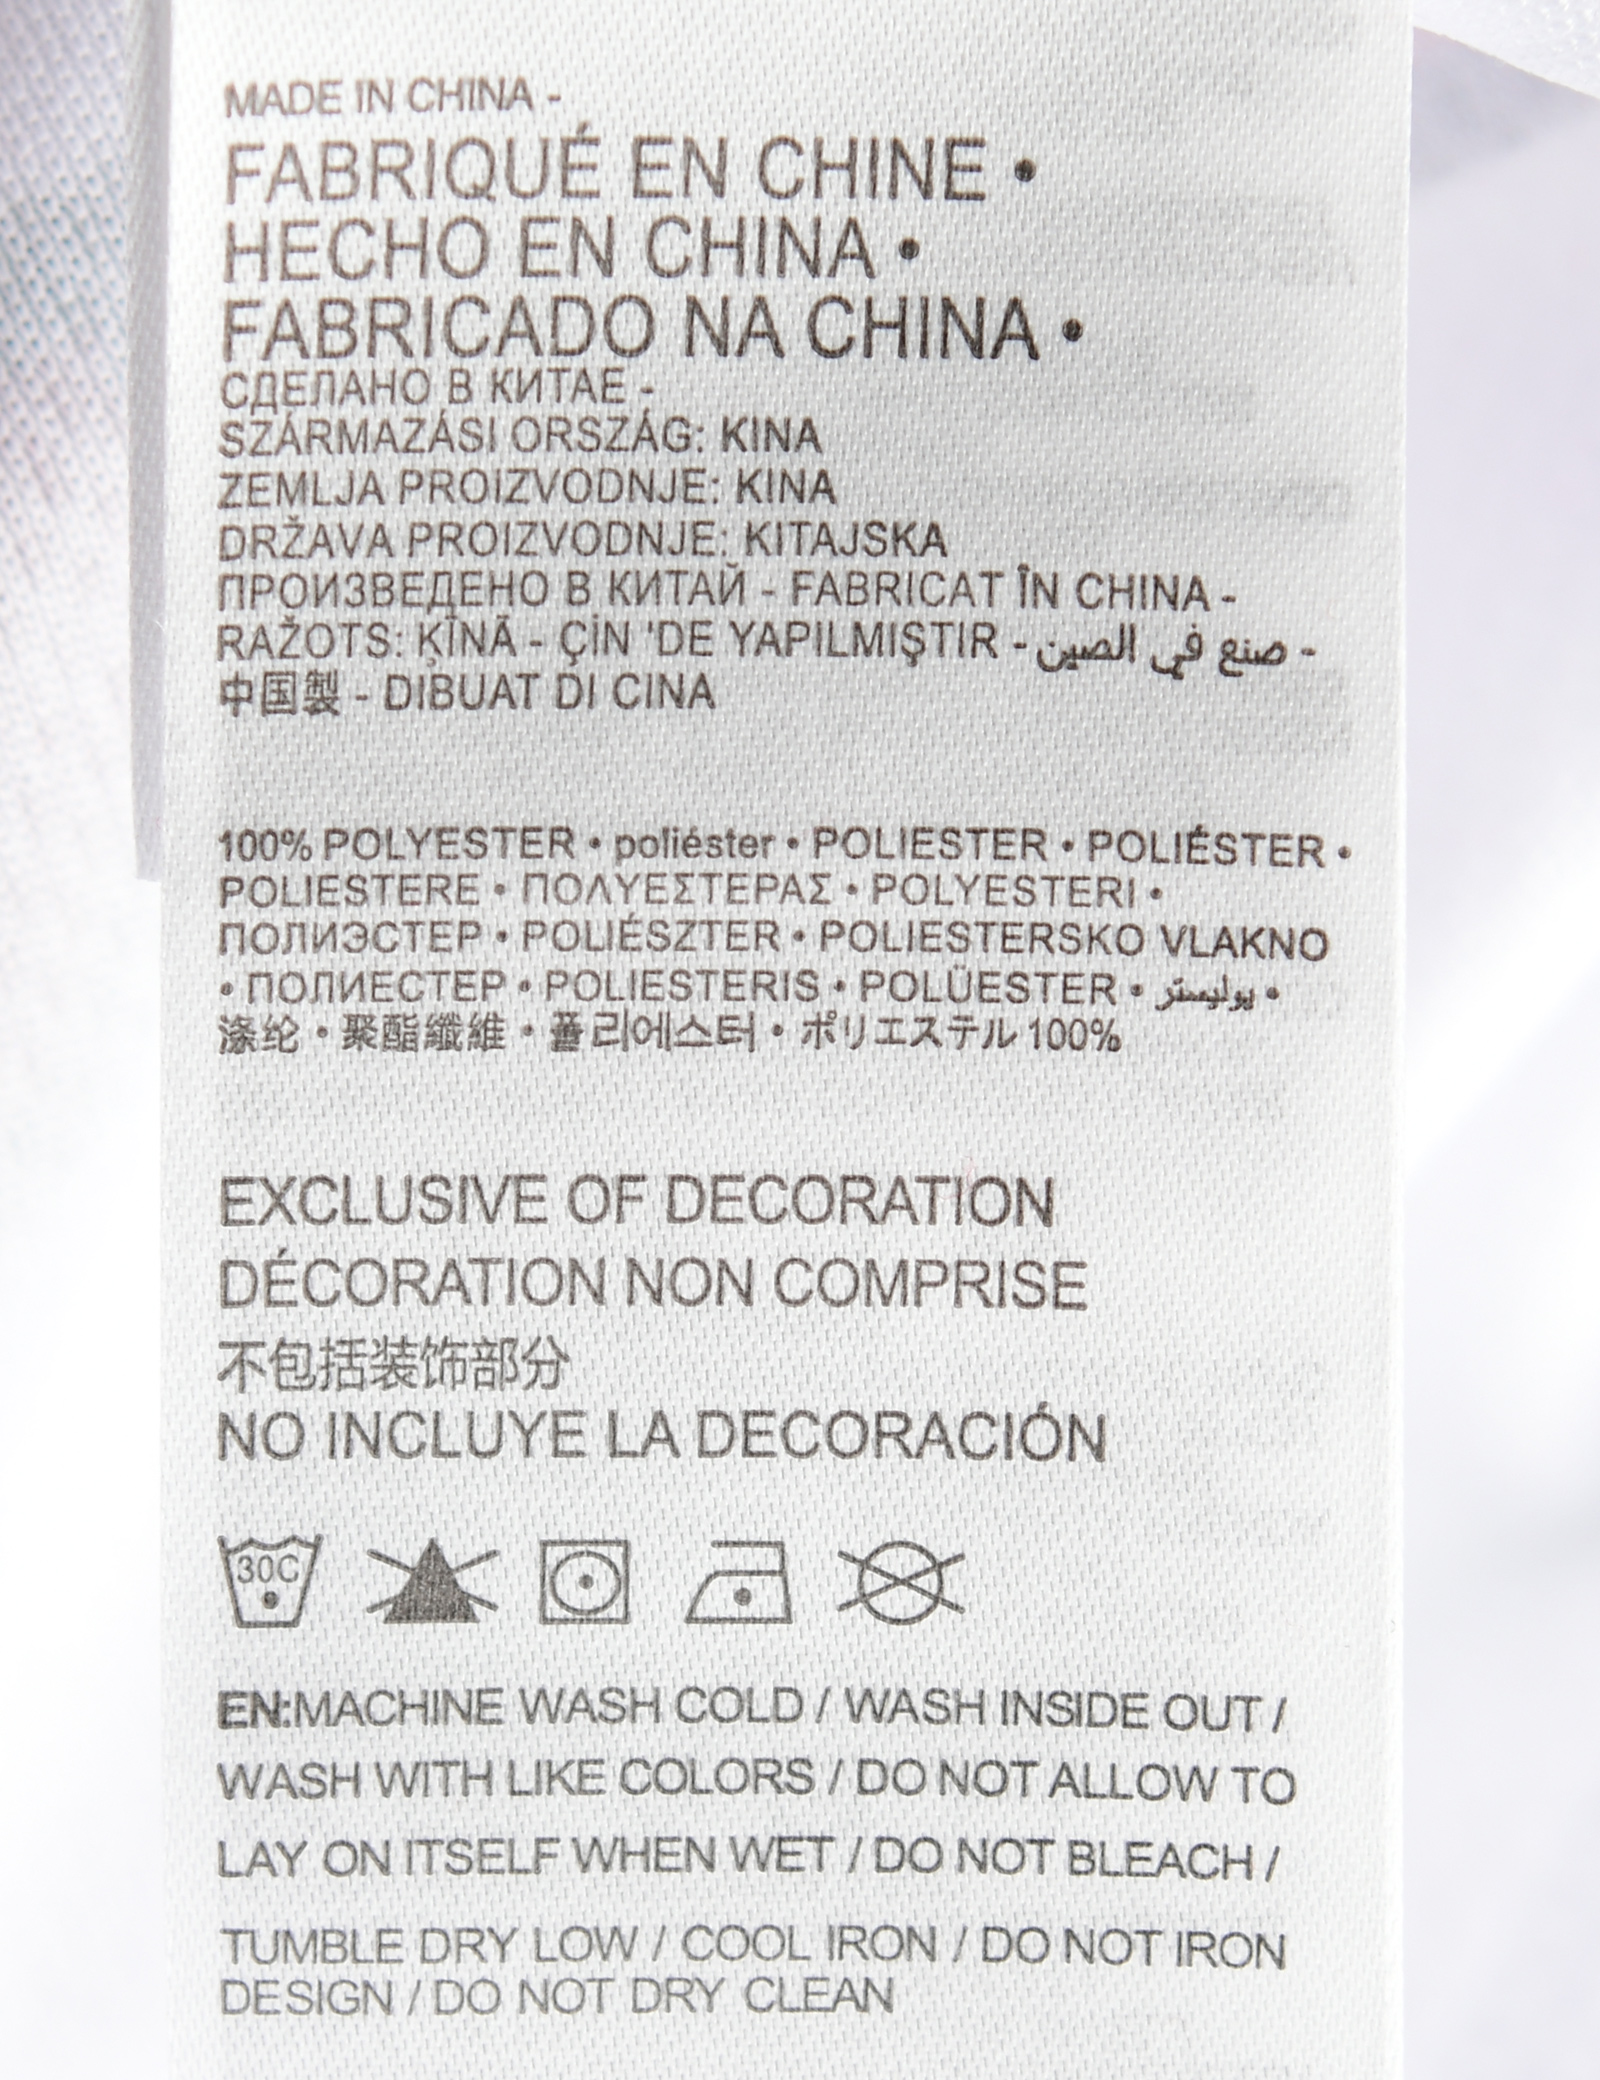 MADE IN CHINA -
FABRIQUÉ EN CHINE •
HECHO EN CHINA •
FABRICADO NA CHINA •
СДЕЛАНО В КИТАЕ -
SZÁRMAZÁSI ORSZÁG: KINA
ZEMLJA PROIZVODNJE: KINA
DRŽAVA PROIZVODNJE: KITAJSKA
ПРОИЗВЕДЕНО В КИТАЙ - FABRICAT ÎN CHINA -
RAŽOTS: ĶĪNĀ - ÇİN 'DE YAPILMIŞTIR - صنع في الصين -
中国製 - DIBUAT DI CINA
100% POLYESTER • poliéster • POLIESTER • POLIÉSTER •
POLIESTERE • ΠΟΛΥΕΣΤΕΡΑΣ • POLYESTERI •
ПОЛИЭСТЕР • POLIÉSZTER • POLIESTERSKO VLAKNO
• ПОЛИЕСТЕР • POLIESTERIS • POLÜESTER • بوليستر •
涤纶 • 聚酯纖維 • 폴리에스터 • ポリエステル 100%
EXCLUSIVE OF DECORATION
DÉCORATION NON COMPRISE
不包括装饰部分
NO INCLUYE LA DECORACIÓN
30C
EN:MACHINE WASH COLD / WASH INSIDE OUT /
WASH WITH LIKE COLORS / DO NOT ALLOW TO
LAY ON ITSELF WHEN WET / DO NOT BLEACH /
TUMBLE DRY LOW / COOL IRON / DO NOT IRON
DESIGN / DO NOT DRY CLEAN